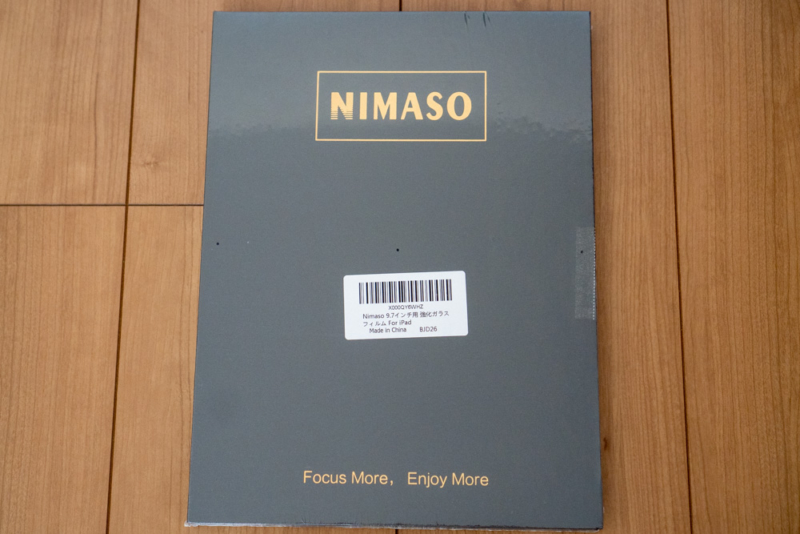 NIMASO
X000QYRWHZ
Nimaso 9.7インチ用 強化ガラス
フィルム For iPad
Made in China BJD26
Focus More, Enjoy More